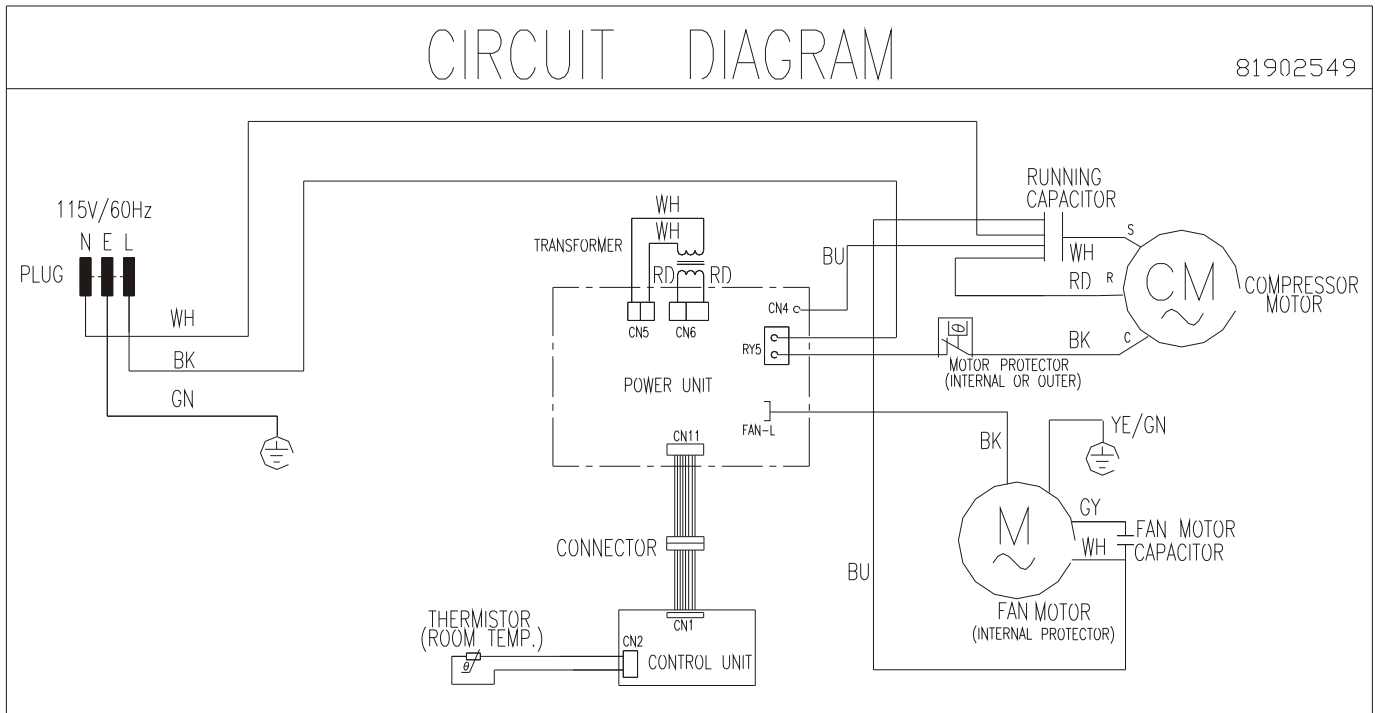 CIRCUIT DIAGRAM
81902549
115V/60Hz
N E L
PLUG
WH
BK
GN
WH
WH
TRANSFORMER
RD RD
CN5 CN6
CN4
RY5
POWER UNIT
FAN-L
CN11
CONNECTOR
CN1
CN2
CONTROL UNIT
THERMISTOR
(ROOM TEMP.)
θ
RUNNING
CAPACITOR
BU
S
WH
RD R
CM
COMPRESSOR
MOTOR
θ
BK C
MOTOR PROTECTOR
(INTERNAL OR OUTER)
BK
YE/GN
M
GY
WH
FAN MOTOR
CAPACITOR
BU
FAN MOTOR
(INTERNAL PROTECTOR)